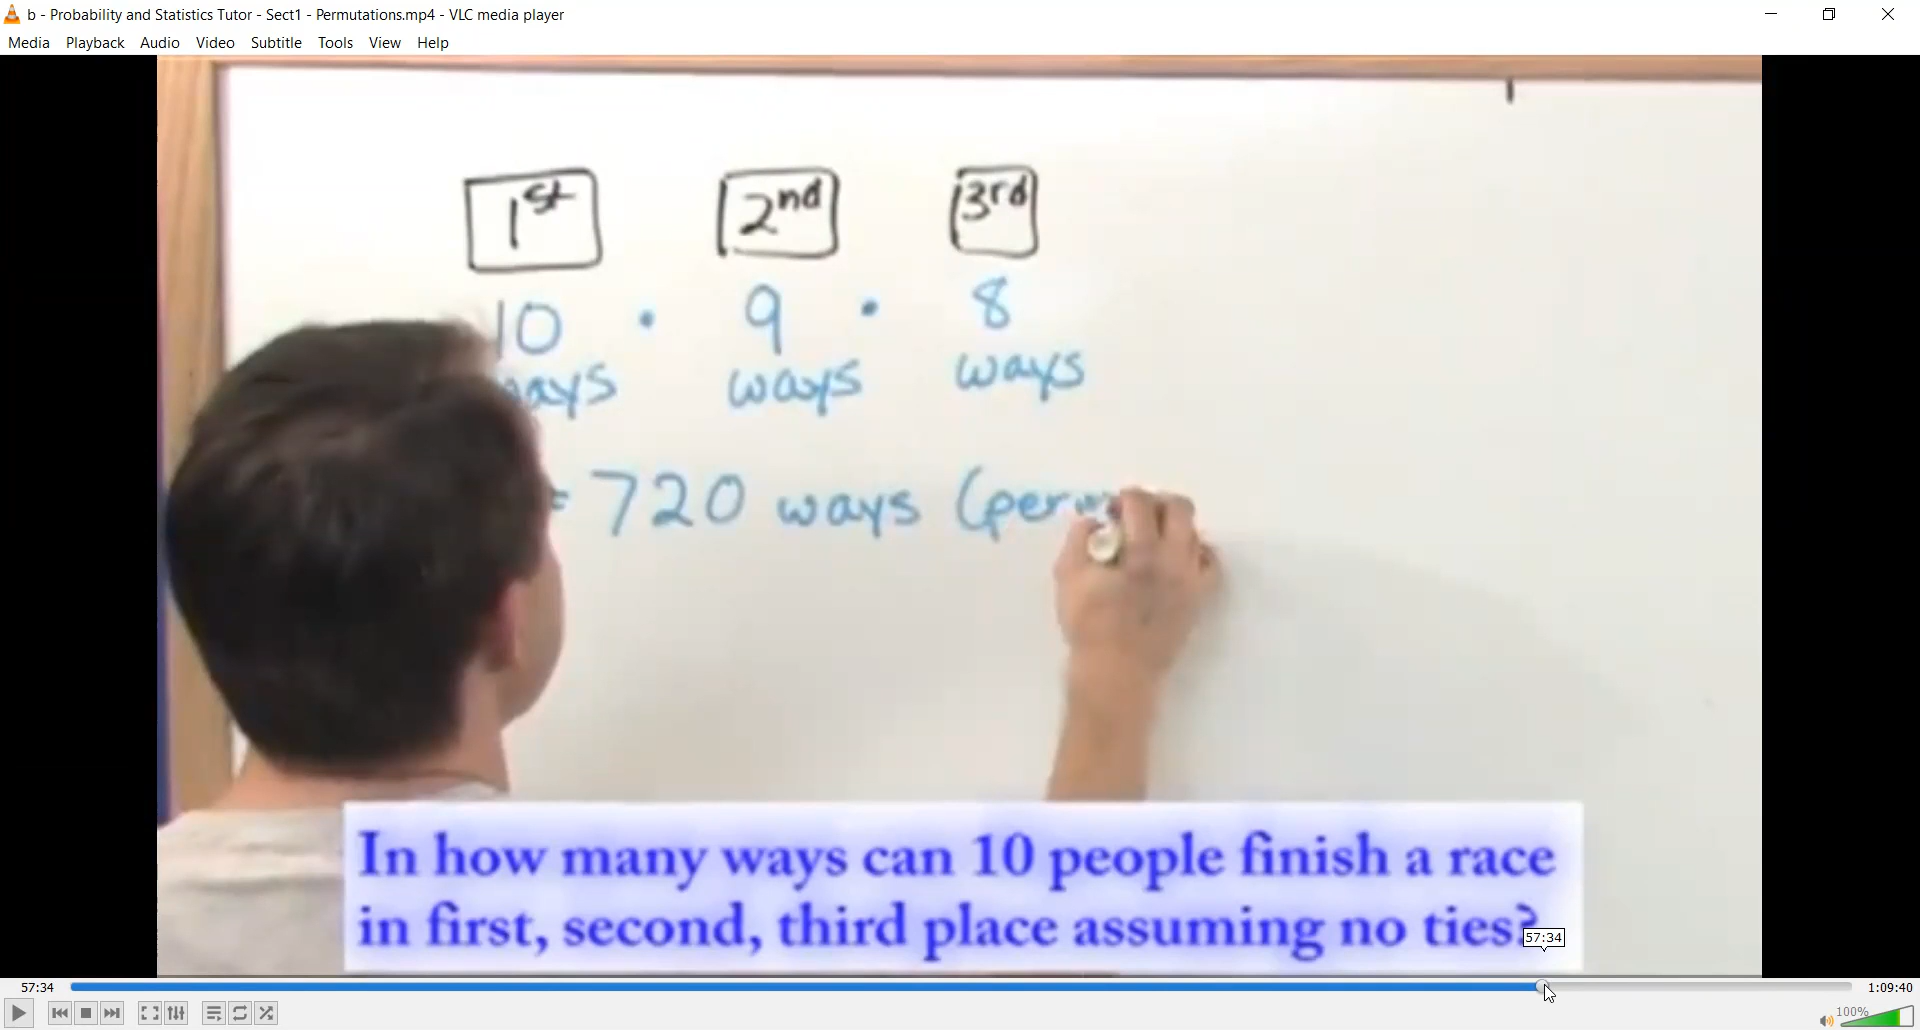 b - Probability and Statistics Tutor - Sect1 - Permutations.mp4 - VLC media player
Media Playback Audio Video Subtitle Tools View Help
1st 2nd 3rd
10 · 9 · 8
ways ways ways
= 720 ways (perm
In how many ways can 10 people finish a race
in first, second, third place assuming no ties?
57:34
57:34 1:09:40
100%